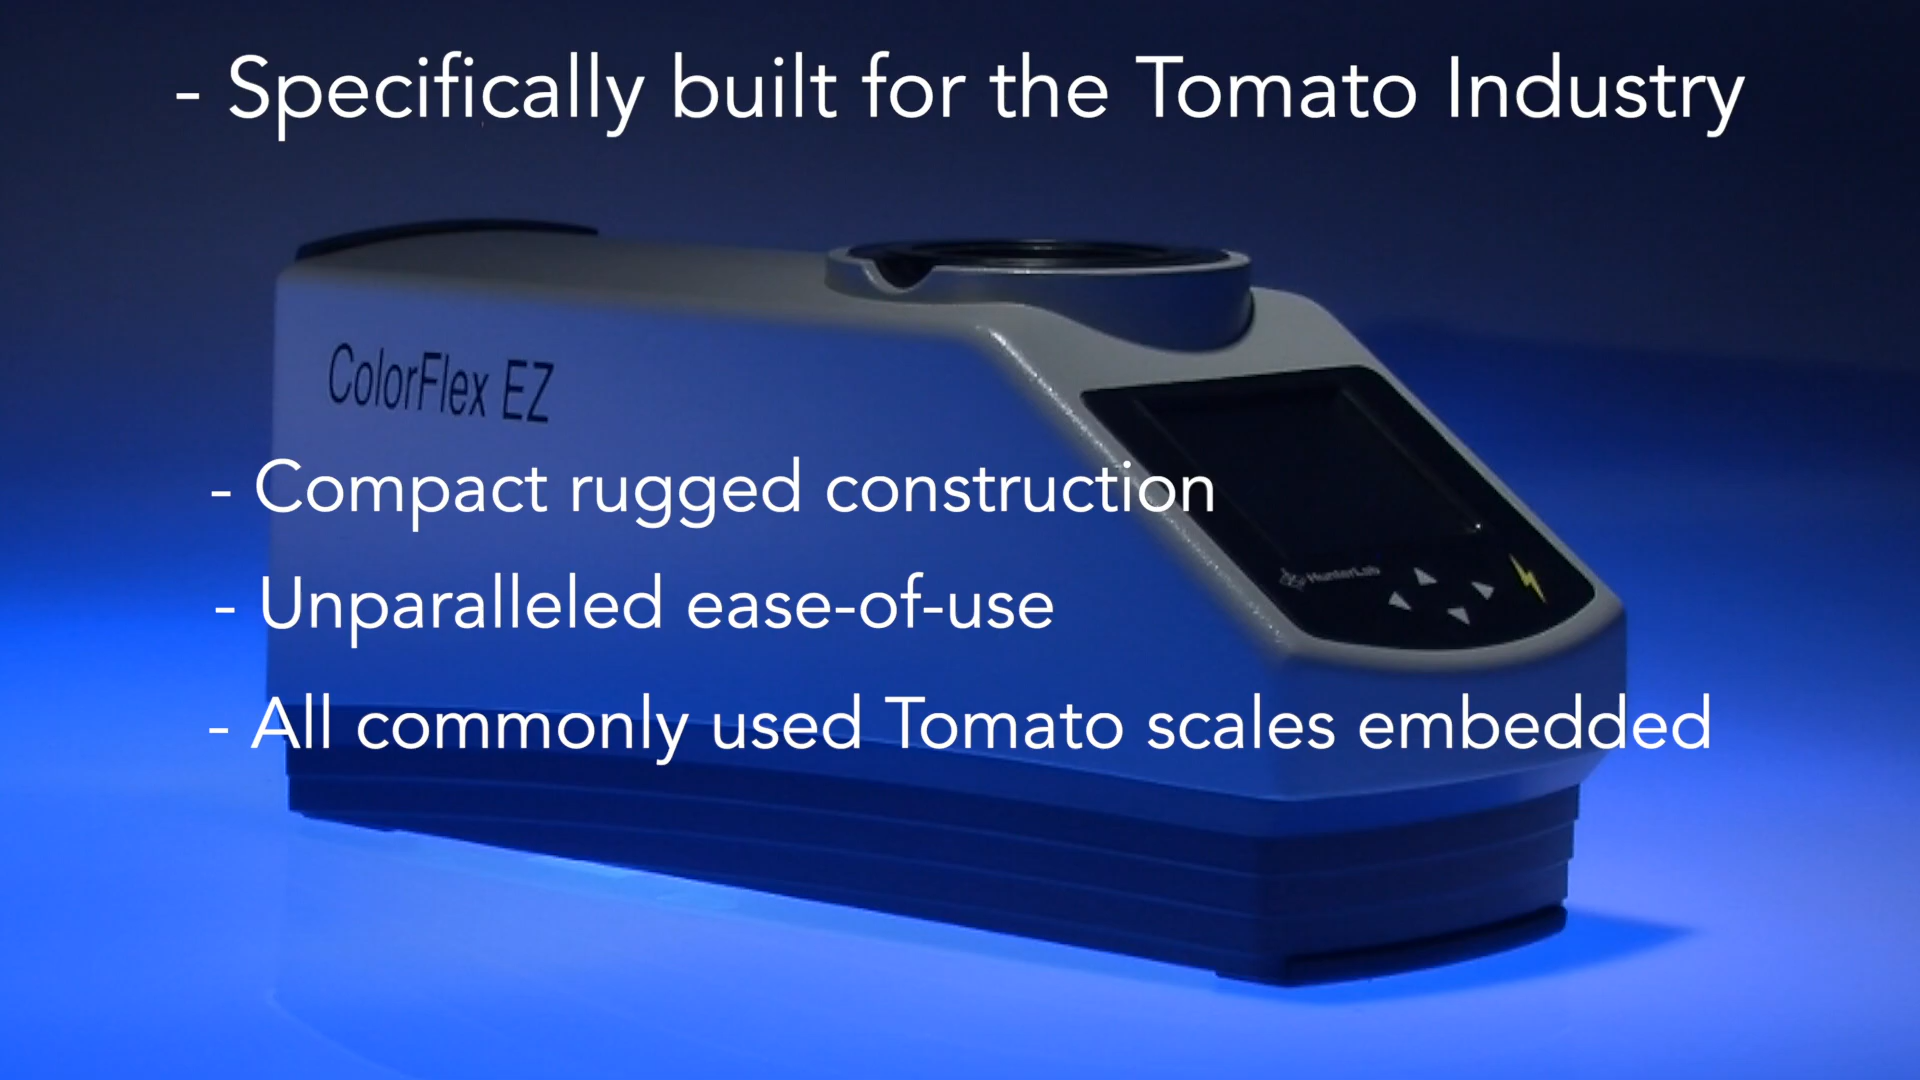 - Specifically built for the Tomato Industry
ColorFlex EZ
- Compact rugged construction
HunterLab
- Unparalleled ease-of-use
- All commonly used Tomato scales embedded